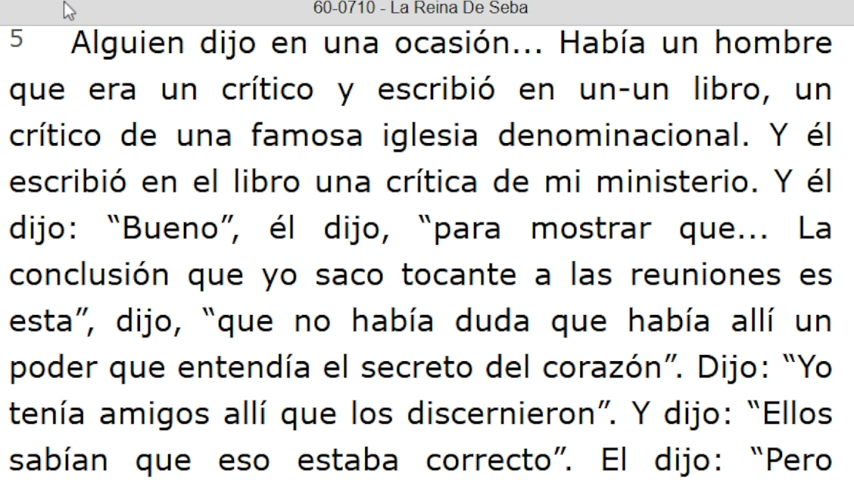 60-0710 - La Reina De Seba
5 Alguien dijo en una ocasión... Había un hombre
que era un crítico y escribió en un-un libro, un
crítico de una famosa iglesia denominacional. Y él
escribió en el libro una crítica de mi ministerio. Y él
dijo: “Bueno”, él dijo, “para mostrar que... La
conclusión que yo saco tocante a las reuniones es
esta”, dijo, “que no había duda que había allí un
poder que entendía el secreto del corazón”. Dijo: “Yo
tenía amigos allí que los discernieron”. Y dijo: “Ellos
sabían que eso estaba correcto”. El dijo: “Pero